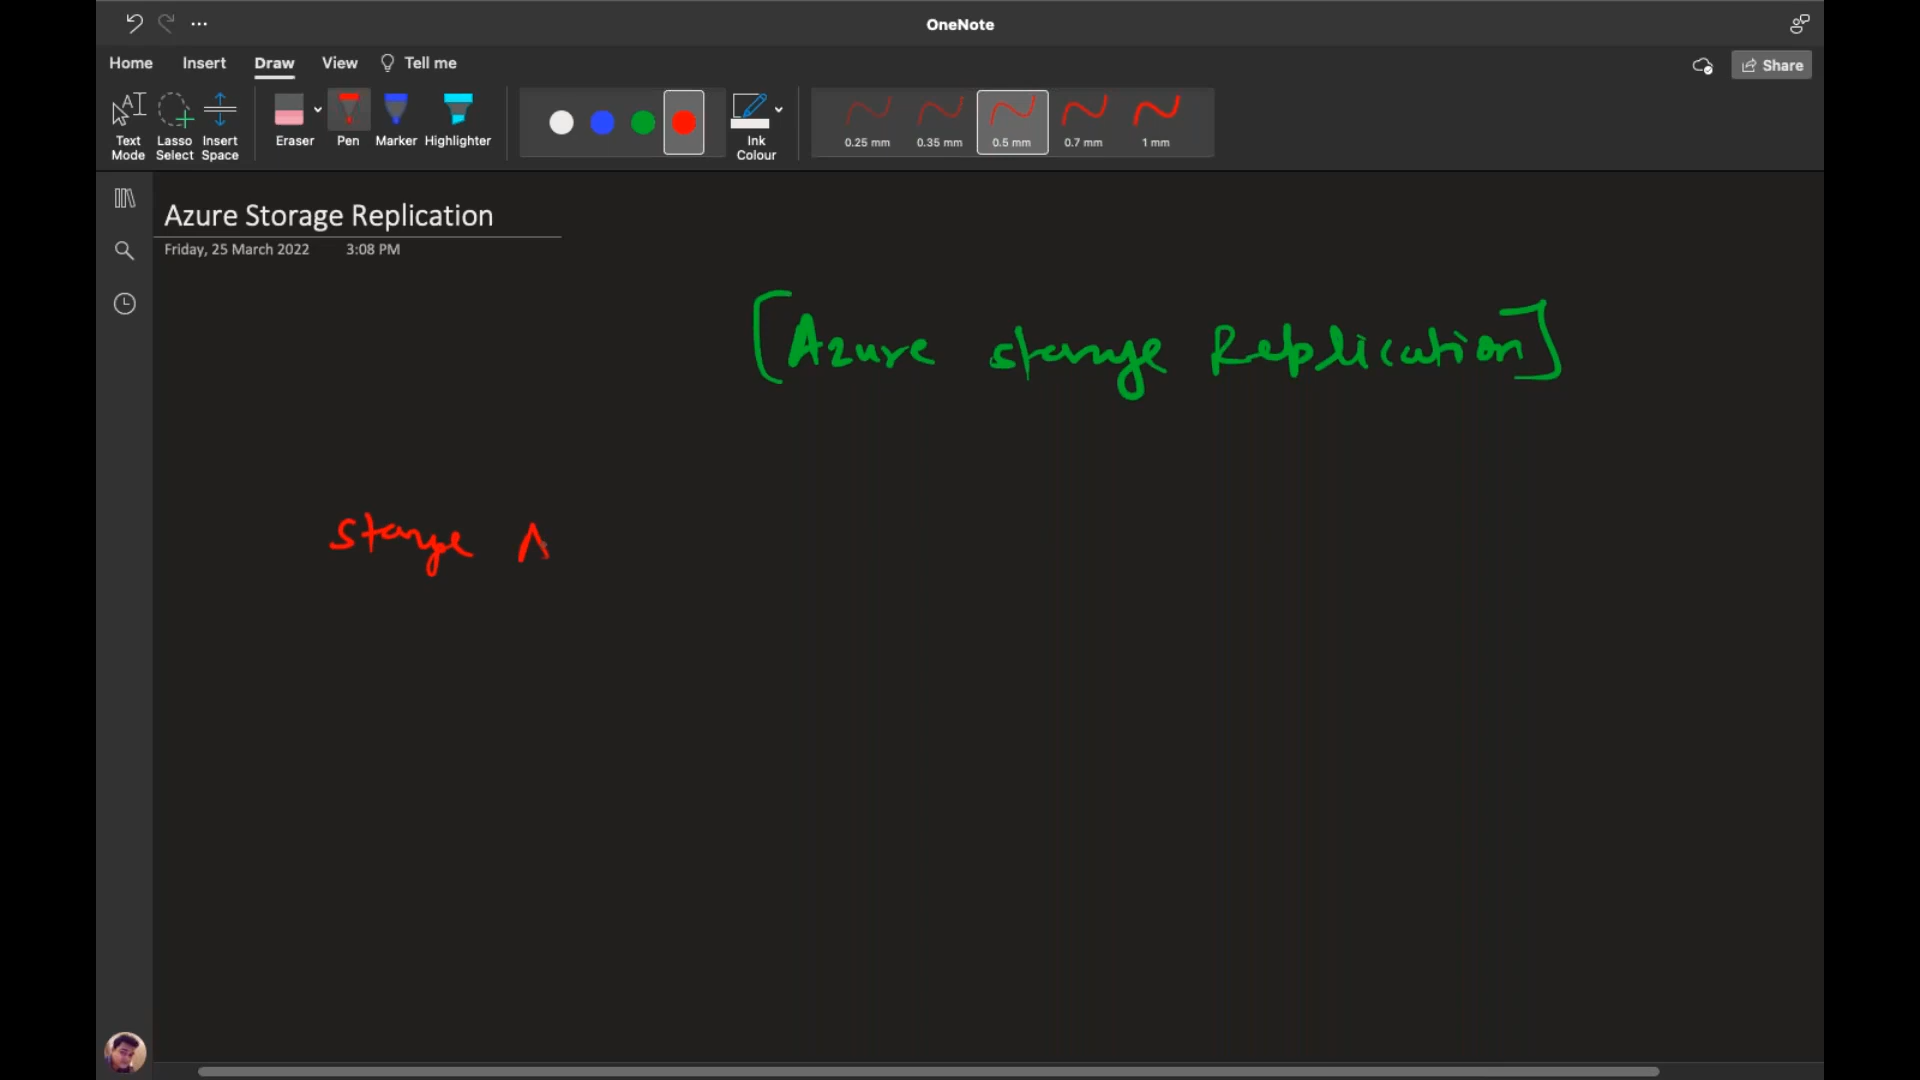 OneNote
Home Insert Draw View Tell me
Share
Text Mode
Lasso Select
Insert Space
Eraser
Pen
Marker
Highlighter
Ink Colour
0.25 mm
0.35 mm
0.5 mm
0.7 mm
1 mm
Azure Storage Replication
Friday, 25 March 2022 3:08 PM
[Azure storage Replication]
storage A